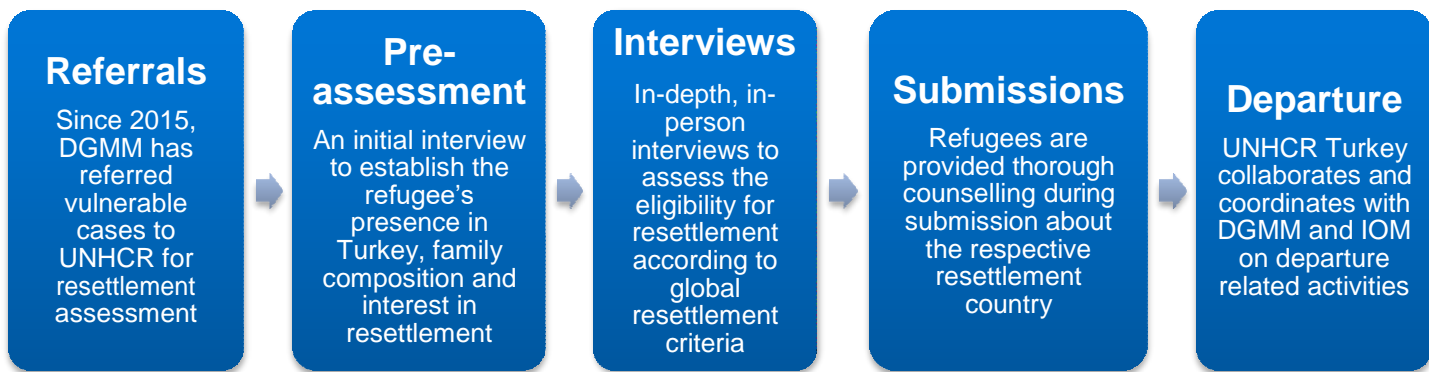 Referrals
Since 2015,
DGMM has
referred
vulnerable
cases to
UNHCR for
resettlement
assessment
Pre-
assessment
An initial interview
to establish the
refugee’s
presence in
Turkey, family
composition and
interest in
resettlement
Interviews
In-depth, in-
person
interviews to
assess the
eligibility for
resettlement
according to
global
resettlement
criteria
Submissions
Refugees are
provided thorough
counselling during
submission about
the respective
resettlement
country
Departure
UNHCR Turkey
collaborates and
coordinates with
DGMM and IOM
on departure
related activities